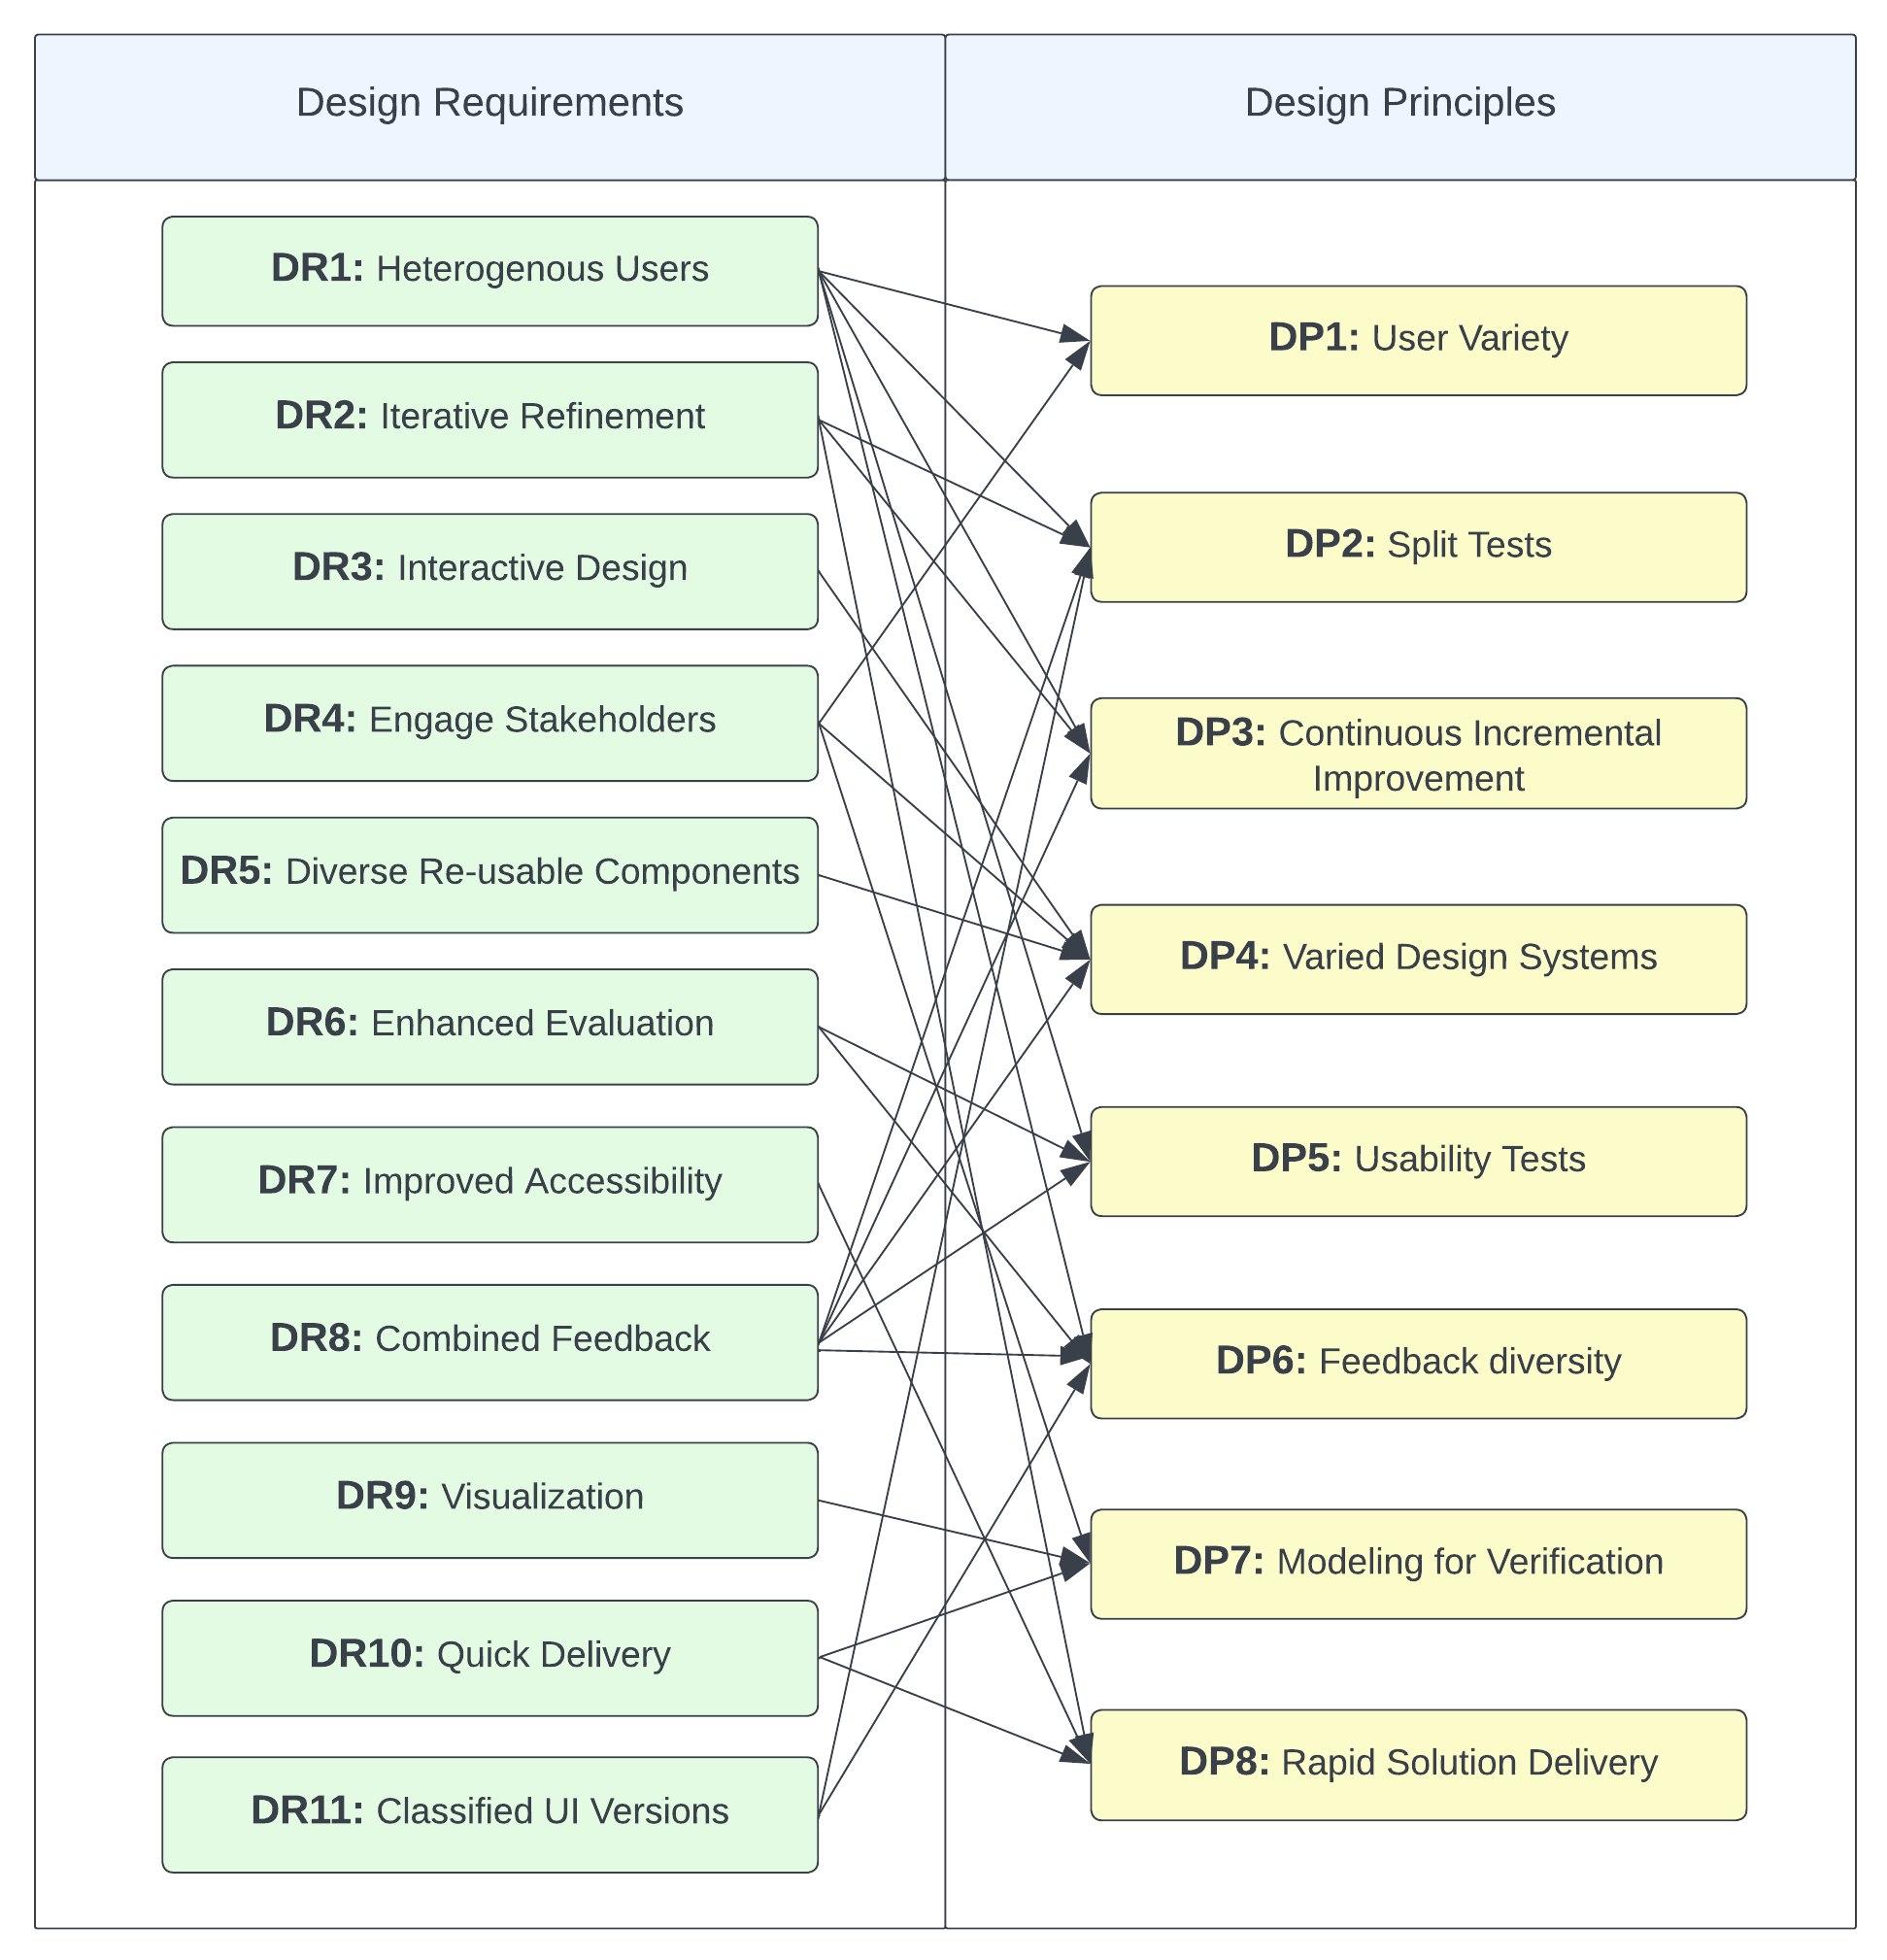 Design Requirements
Design Principles
DR1: Heterogenous Users
DR2: Iterative Refinement
DR3: Interactive Design
DR4: Engage Stakeholders
DR5: Diverse Re-usable Components
DR6: Enhanced Evaluation
DR7: Improved Accessibility
DR8: Combined Feedback
DR9: Visualization
DR10: Quick Delivery
DR11: Classified UI Versions
DP1: User Variety
DP2: Split Tests
DP3: Continuous Incremental
Improvement
DP4: Varied Design Systems
DP5: Usability Tests
DP6: Feedback diversity
DP7: Modeling for Verification
DP8: Rapid Solution Delivery